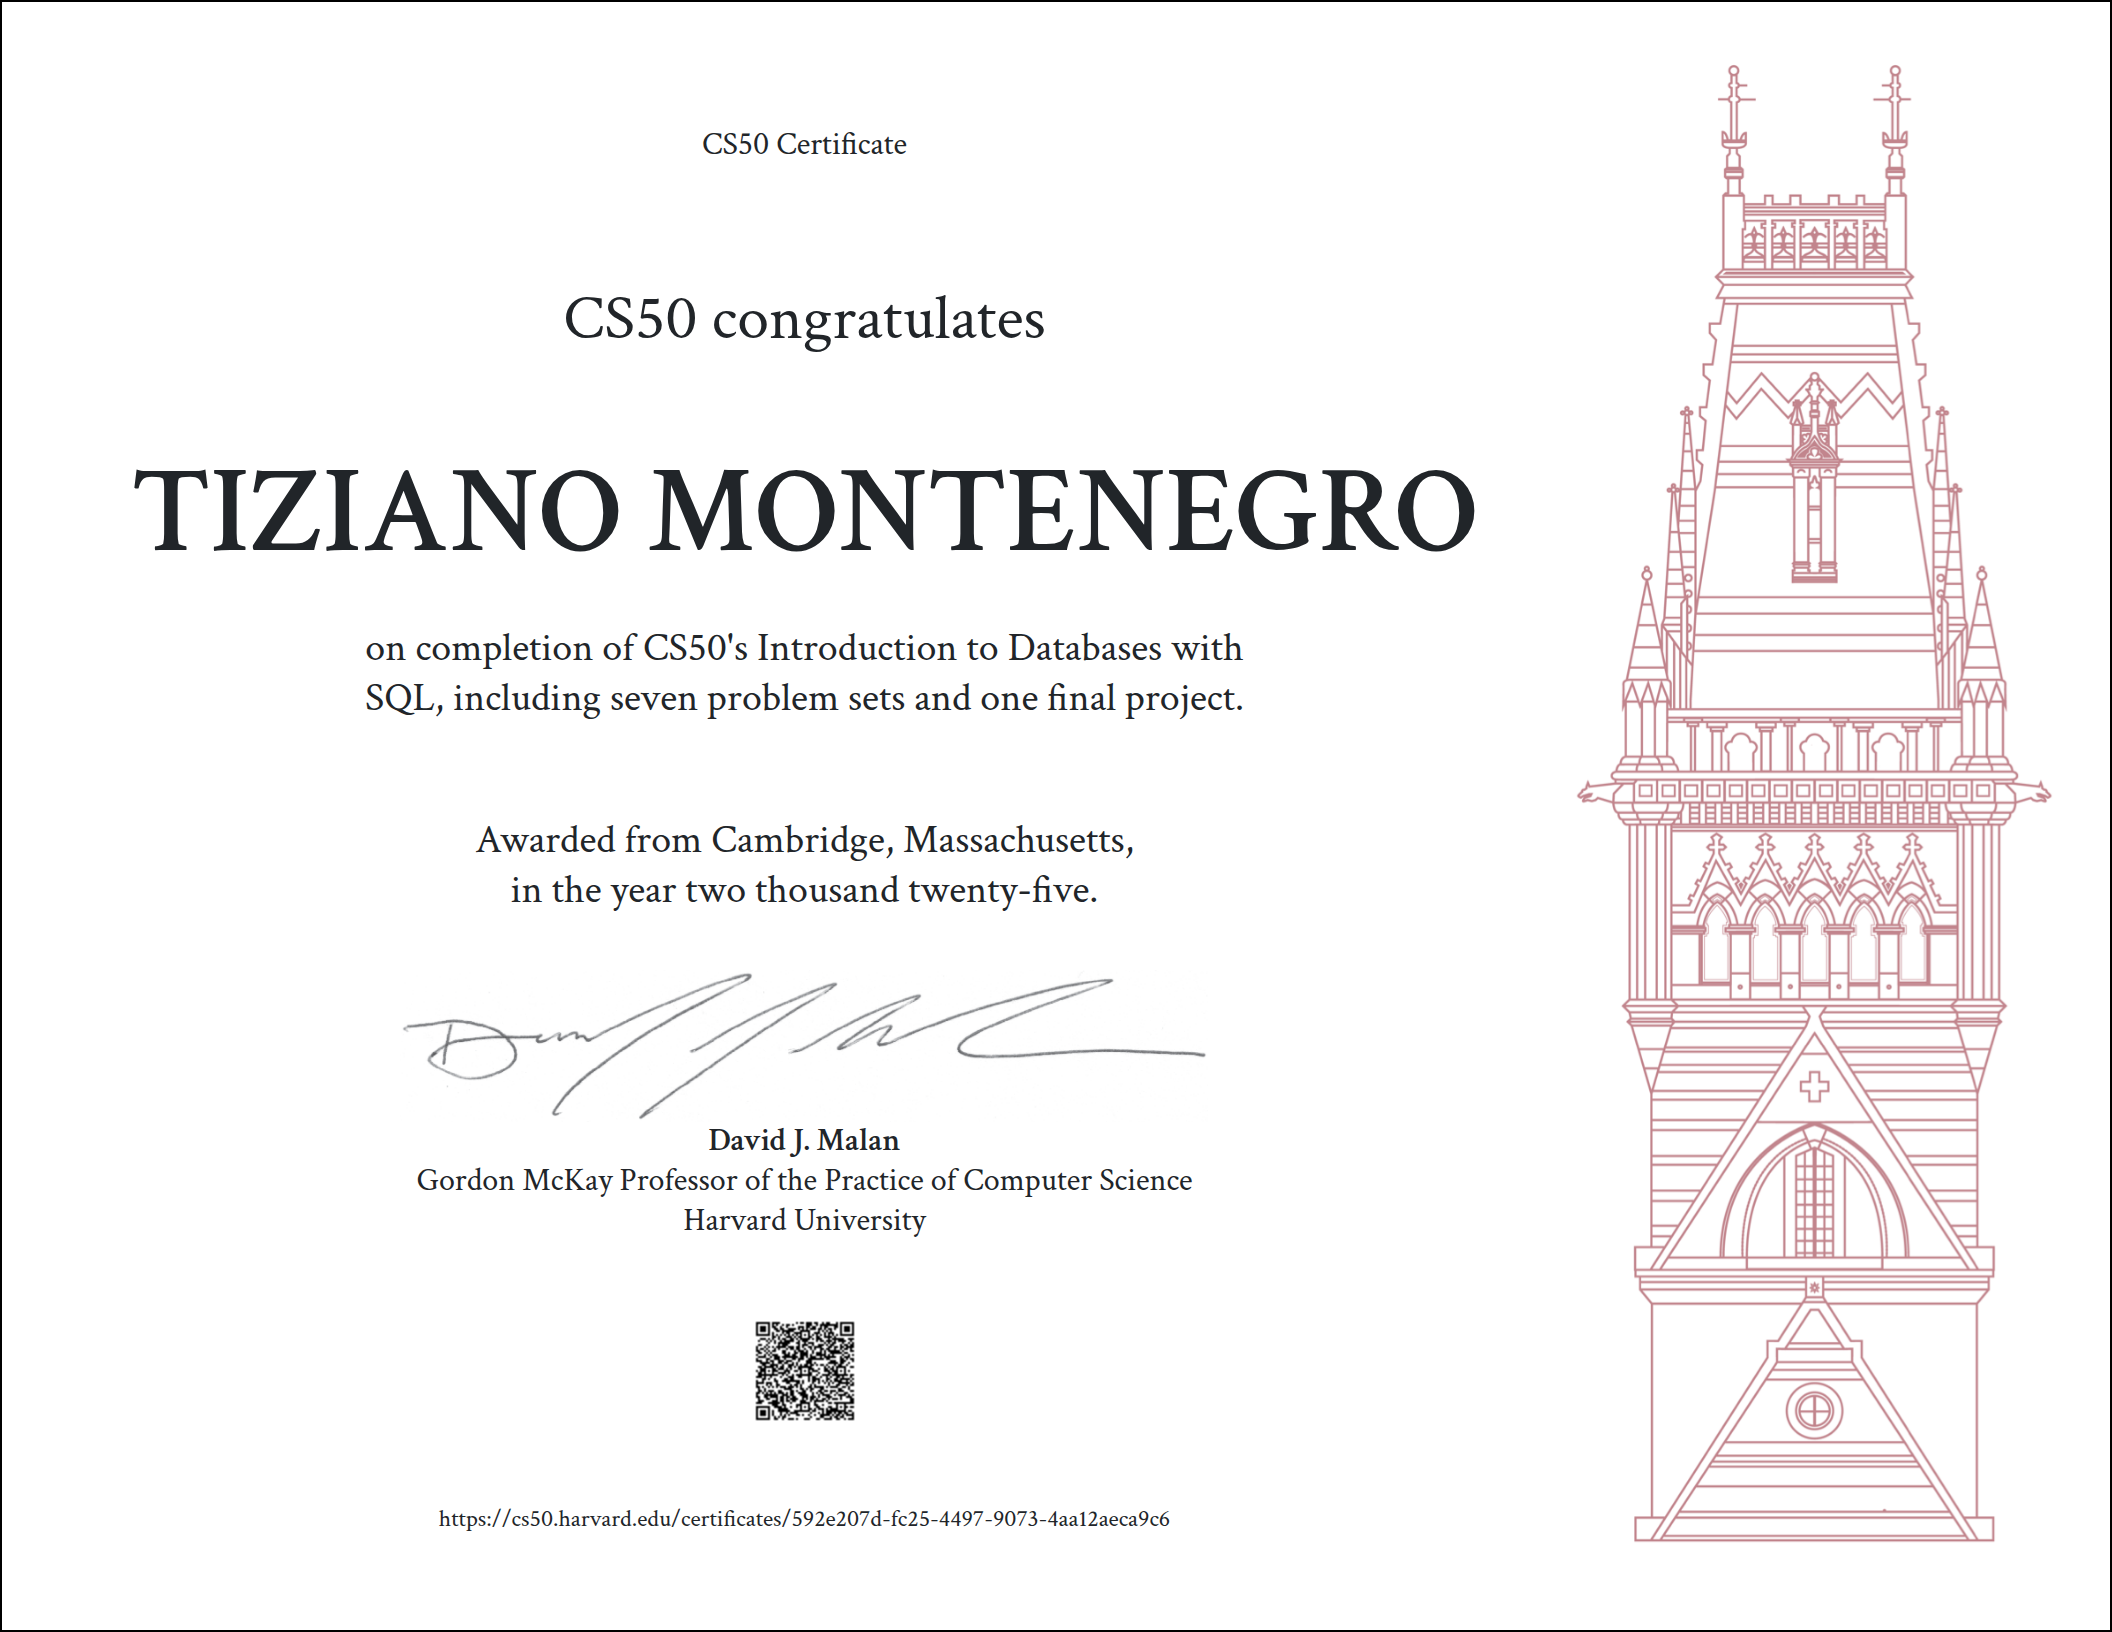 CS50 Certificate
CS50 congratulates
TIZIANO MONTENEGRO
on completion of CS50's Introduction to Databases with
SQL, including seven problem sets and one final project.
Awarded from Cambridge, Massachusetts,
in the year two thousand twenty-five.
David J. Malan
Gordon McKay Professor of the Practice of Computer Science
Harvard University
https://cs50.harvard.edu/certificates/592e207d-fc25-4497-9073-4aa12aeca9c6